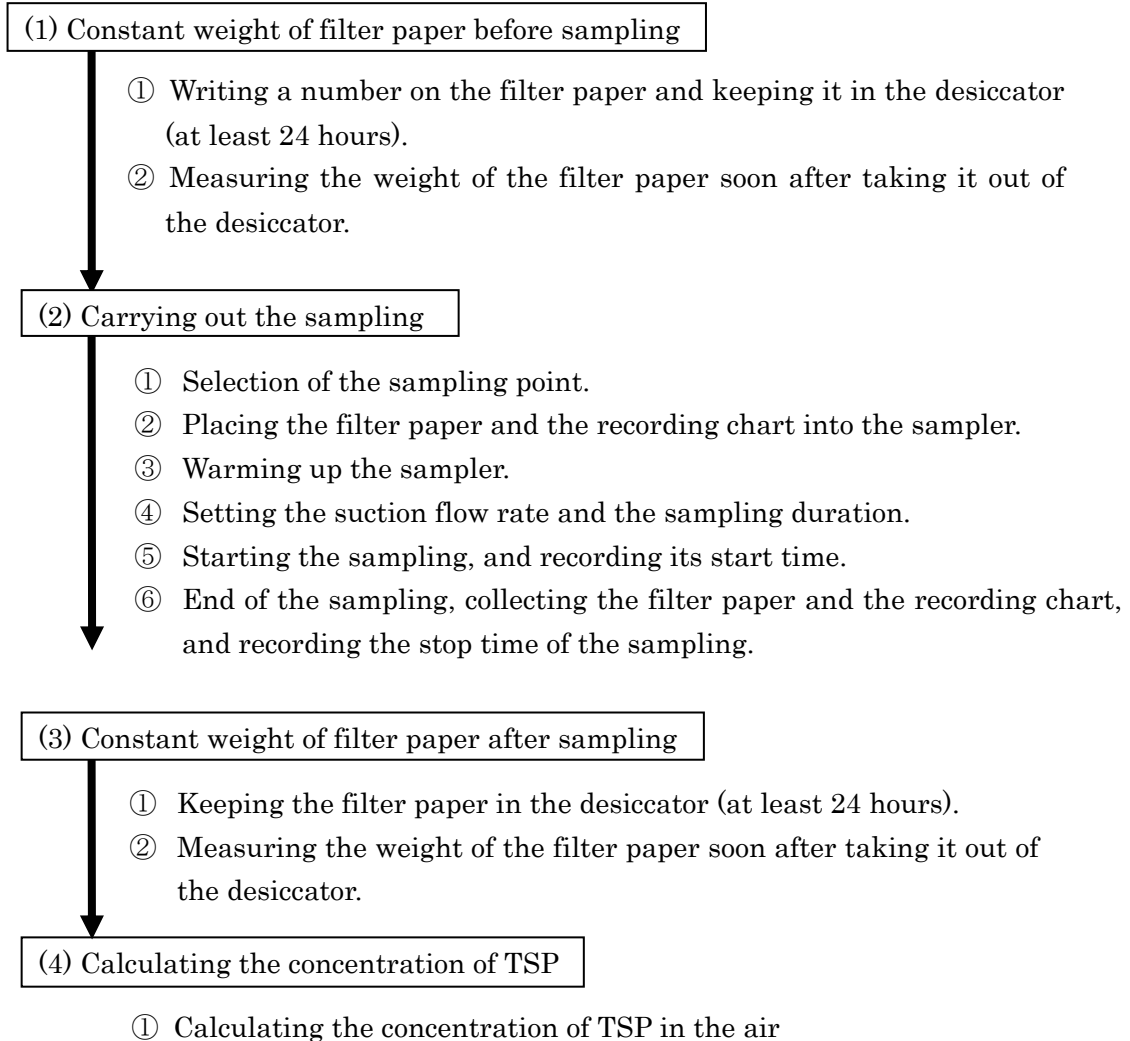 (1) Constant weight of filter paper before sampling
① Writing a number on the filter paper and keeping it in the desiccator
(at least 24 hours).
② Measuring the weight of the filter paper soon after taking it out of
the desiccator.
(2) Carrying out the sampling
① Selection of the sampling point.
② Placing the filter paper and the recording chart into the sampler.
③ Warming up the sampler.
④ Setting the suction flow rate and the sampling duration.
⑤ Starting the sampling, and recording its start time.
⑥ End of the sampling, collecting the filter paper and the recording chart,
and recording the stop time of the sampling.
(3) Constant weight of filter paper after sampling
① Keeping the filter paper in the desiccator (at least 24 hours).
② Measuring the weight of the filter paper soon after taking it out of
the desiccator.
(4) Calculating the concentration of TSP
① Calculating the concentration of TSP in the air